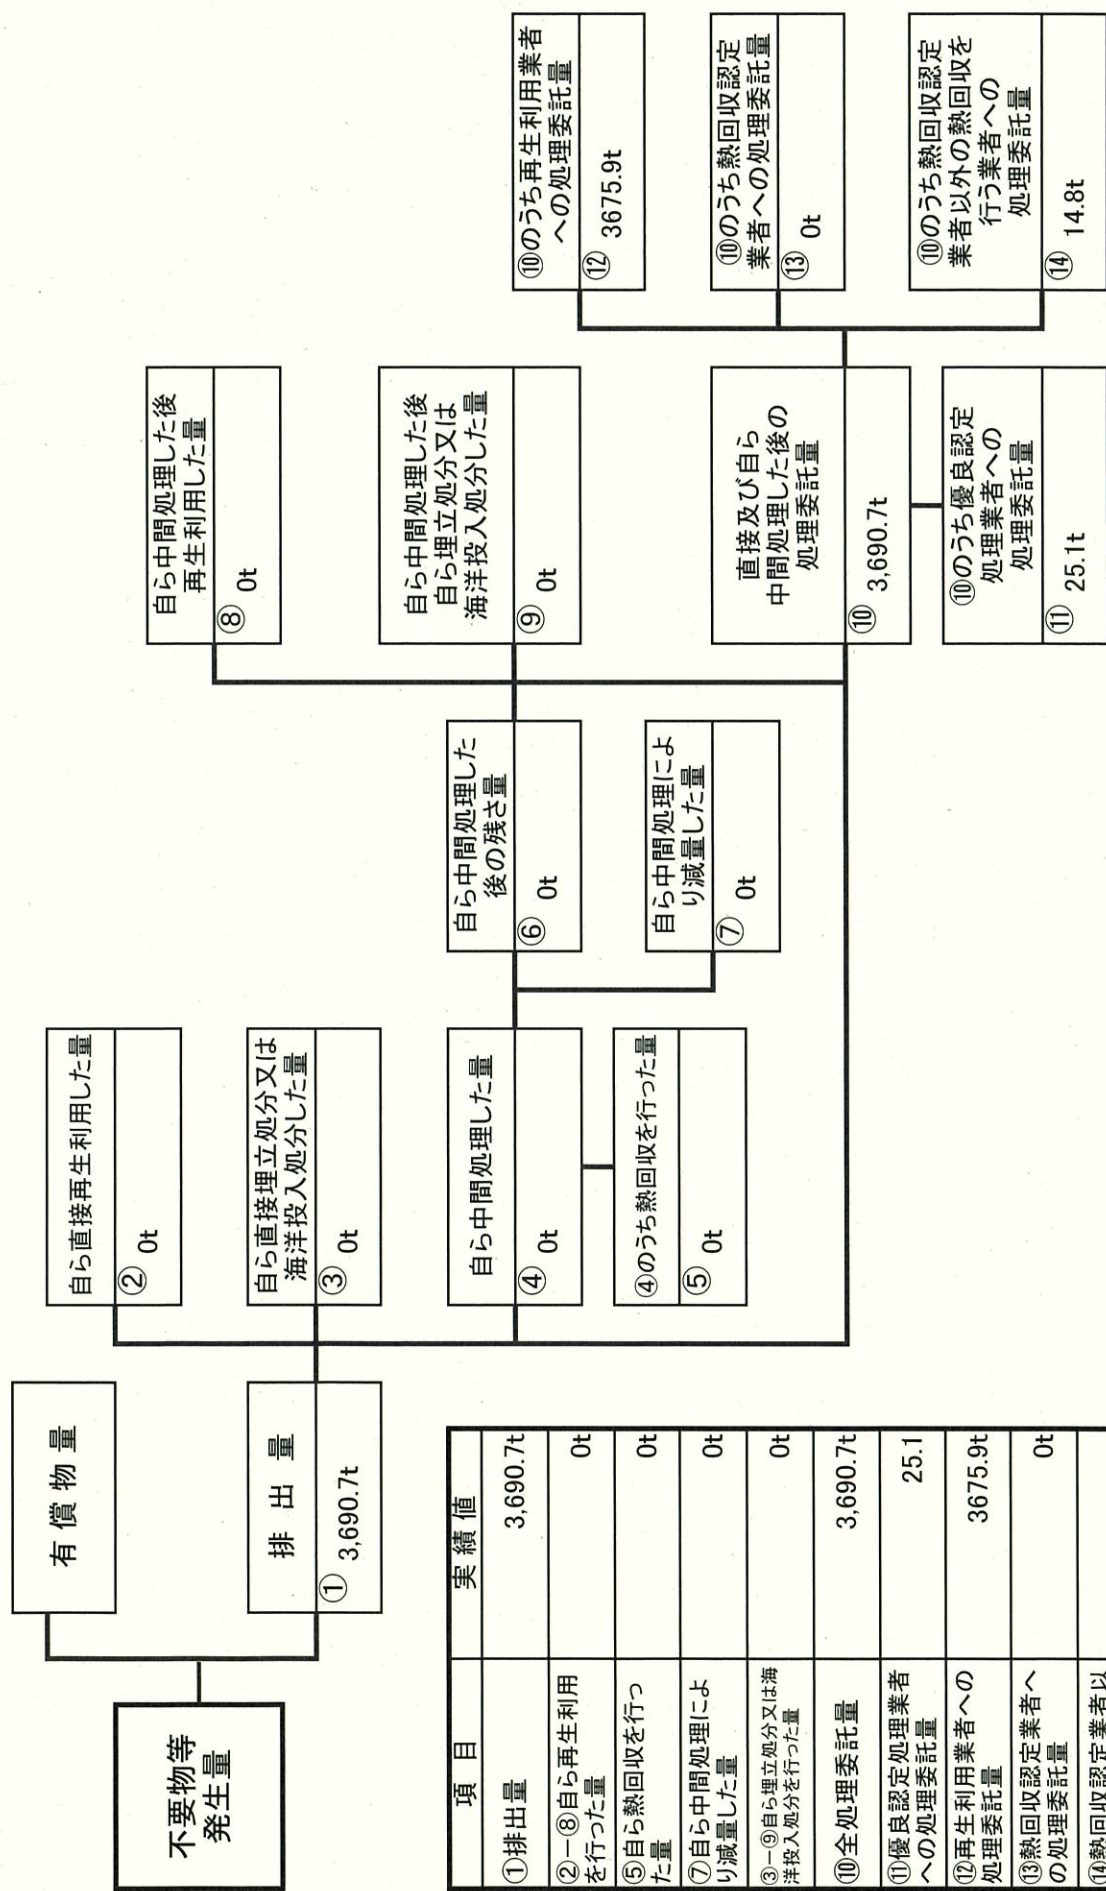 不要物等
発生量
有 償 物 量
排 出 量
① 3,690.7t
自ら直接再生利用した量
② 0t
自ら直接埋立処分又は
海洋投入処分した量
③ 0t
自ら中間処理した量
④ 0t
④のうち熱回収を行った量
⑤ 0t
自ら中間処理した
後の残さ量
⑥ 0t
自ら中間処理によ
り減量した量
⑦ 0t
自ら中間処理した後
再生利用した量
⑧ 0t
自ら中間処理した後
自ら埋立処分又は
海洋投入処分した量
⑨ 0t
直接及び自ら
中間処理した後の
処理委託量
⑩ 3,690.7t
⑩のうち優良認定
処理業者への
処理委託量
⑪ 25.1t
⑩のうち再生利用業者
への処理委託量
⑫ 3675.9t
⑩のうち熱回収認定
業者への処理委託量
⑬ 0t
⑩のうち熱回収認定
業者以外の熱回収を
行う業者への
処理委託量
⑭ 14.8t
項 目 実 績 値
①排出量 3,690.7t
②ー⑧自ら再生利用
を行った量 0t
⑤自ら熱回収を行っ
た量 0t
⑦自ら中間処理によ
り減量した量 0t
③ー⑨自ら埋立処分又は海
洋投入処分を行った量 0t
⑩全処理委託量 3,690.7t
⑪優良認定処理業者
への処理委託量 25.1
⑫再生利用業者への
処理委託量 3675.9t
⑬熱回収認定業者へ
の処理委託量 0t
⑭熱回収認定業者以